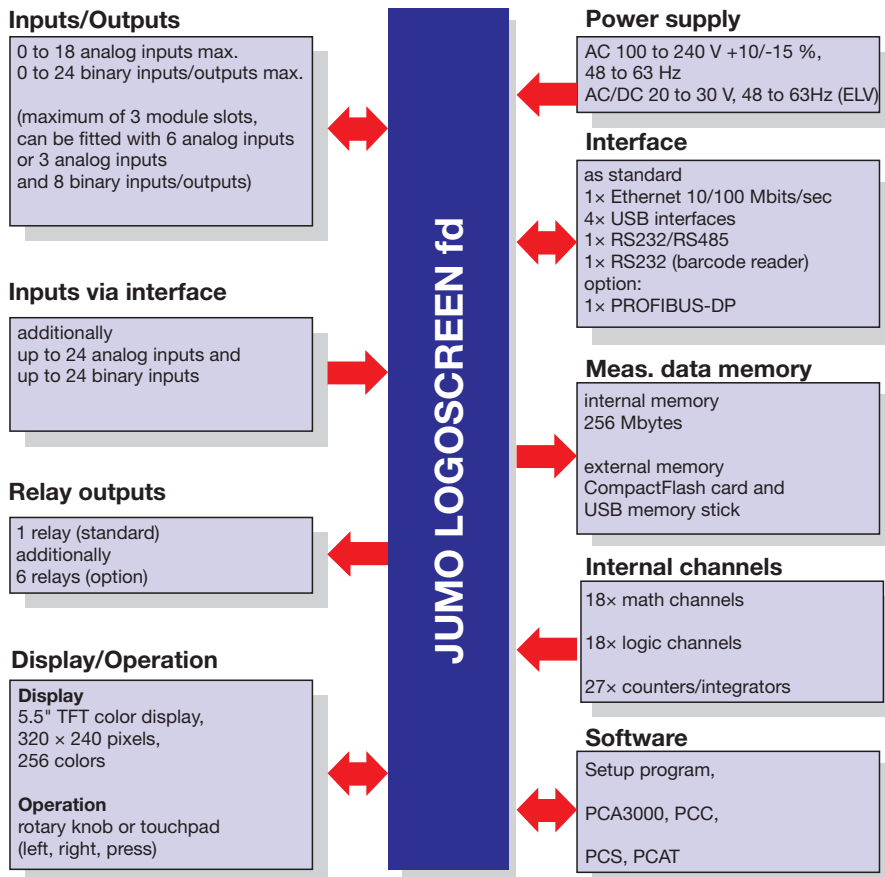 Inputs/Outputs
0 to 18 analog inputs max.
0 to 24 binary inputs/outputs max.
(maximum of 3 module slots,
can be fitted with 6 analog inputs
or 3 analog inputs
and 8 binary inputs/outputs)
Inputs via interface
additionally
up to 24 analog inputs and
up to 24 binary inputs
Relay outputs
1 relay (standard)
additionally
6 relays (option)
Display/Operation
Display
5.5" TFT color display,
320 × 240 pixels,
256 colors
Operation
rotary knob or touchpad
(left, right, press)
JUMO LOGOSCREEN fd
Power supply
AC 100 to 240 V +10/-15 %,
48 to 63 Hz
AC/DC 20 to 30 V, 48 to 63Hz (ELV)
Interface
as standard
1× Ethernet 10/100 Mbits/sec
4× USB interfaces
1× RS232/RS485
1× RS232 (barcode reader)
option:
1× PROFIBUS-DP
Meas. data memory
internal memory
256 Mbytes
external memory
CompactFlash card and
USB memory stick
Internal channels
18× math channels
18× logic channels
27× counters/integrators
Software
Setup program,
PCA3000, PCC,
PCS, PCAT